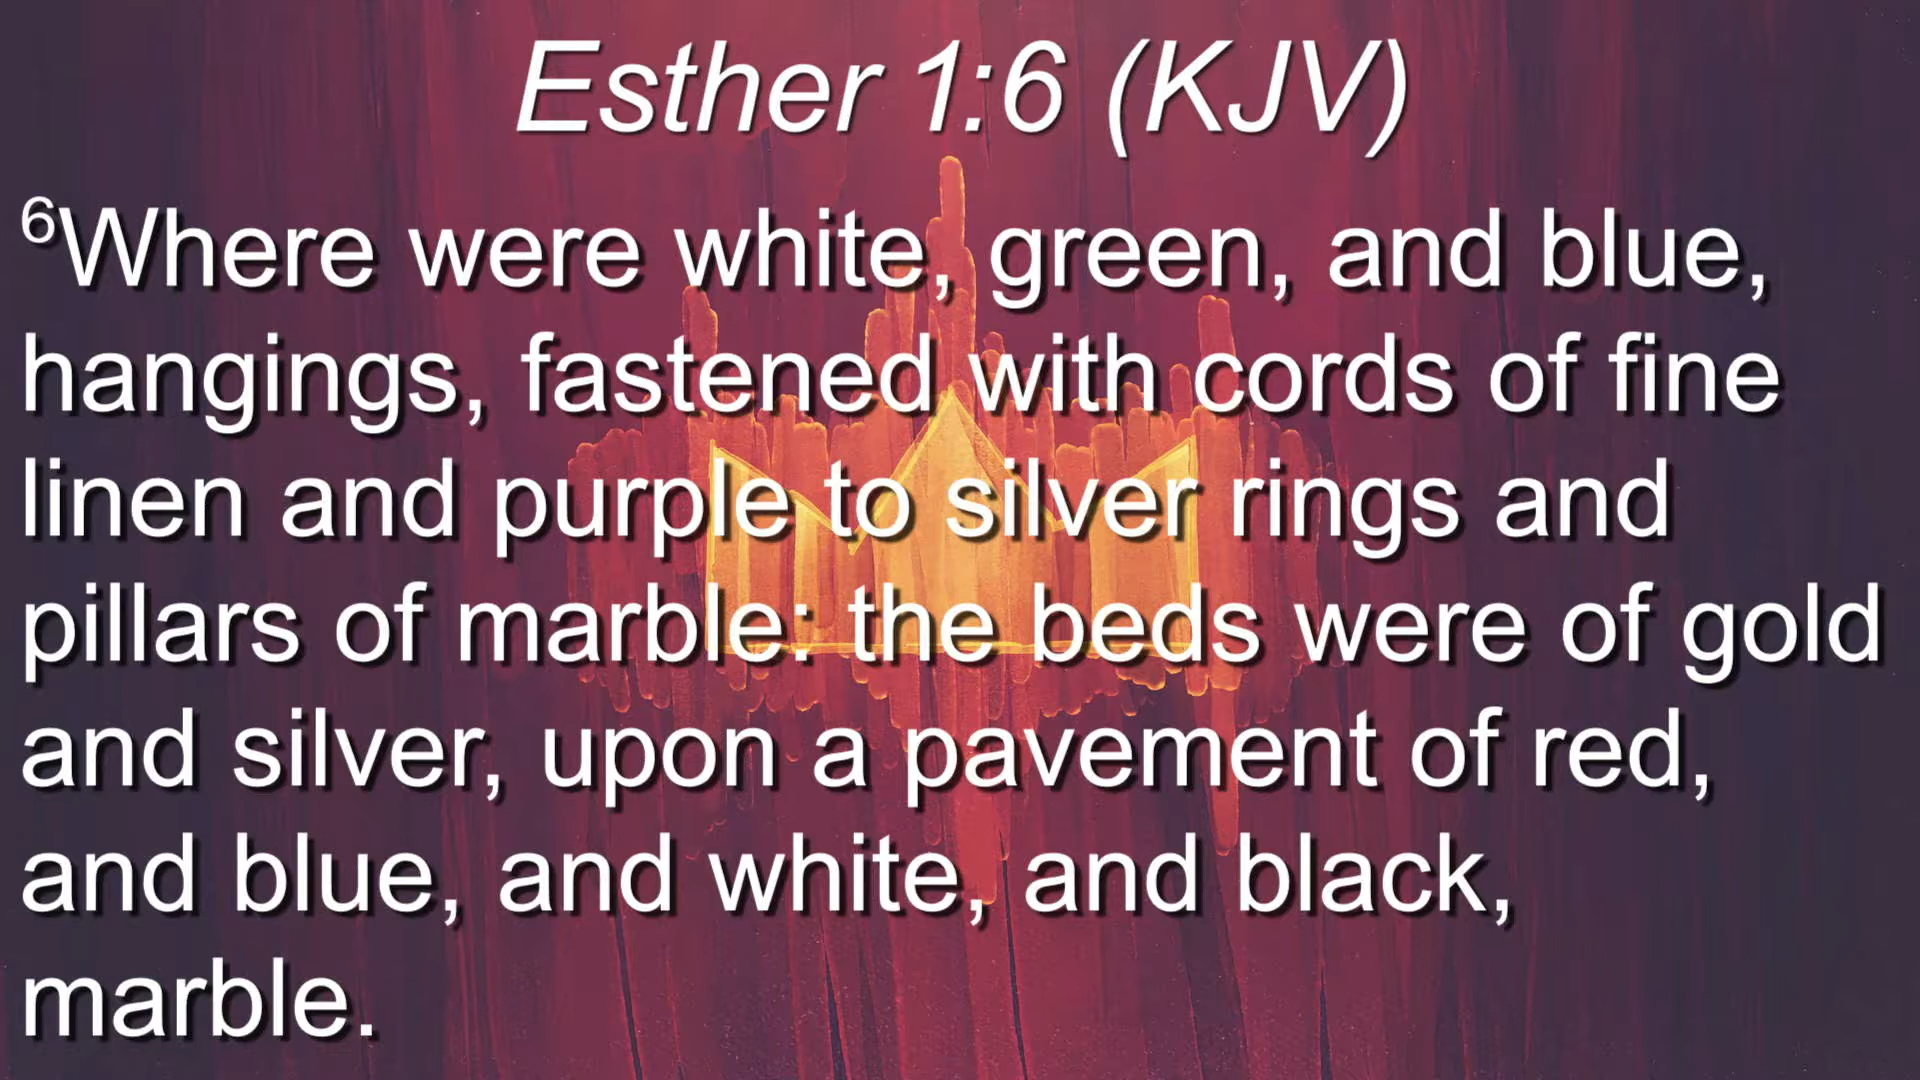 Esther 1:6 (KJV)
6Where were white, green, and blue,
hangings, fastened with cords of fine
linen and purple to silver rings and
pillars of marble: the beds were of gold
and silver, upon a pavement of red,
and blue, and white, and black,
marble.